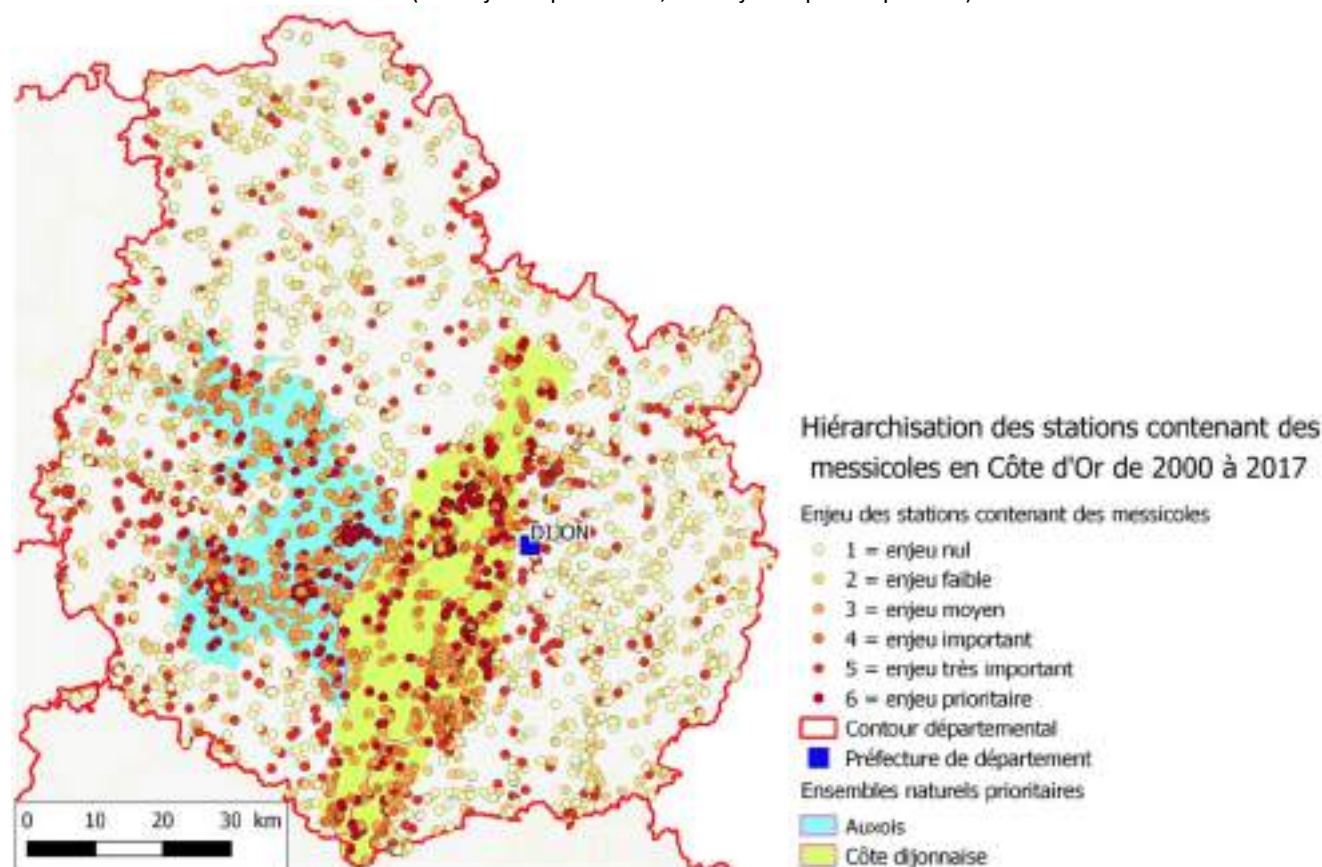 Hiérarchisation des stations contenant des
messicoles en Côte d'Or de 2000 à 2017
Enjeu des stations contenant des messicoles
1 = enjeu nul
2 = enjeu faible
3 = enjeu moyen
4 = enjeu important
5 = enjeu très important
6 = enjeu prioritaire
Contour départemental
Préfecture de département
Ensembles naturels prioritaires
Auxois
Côte dijonnaise
DIJON
0 10 20 30 km